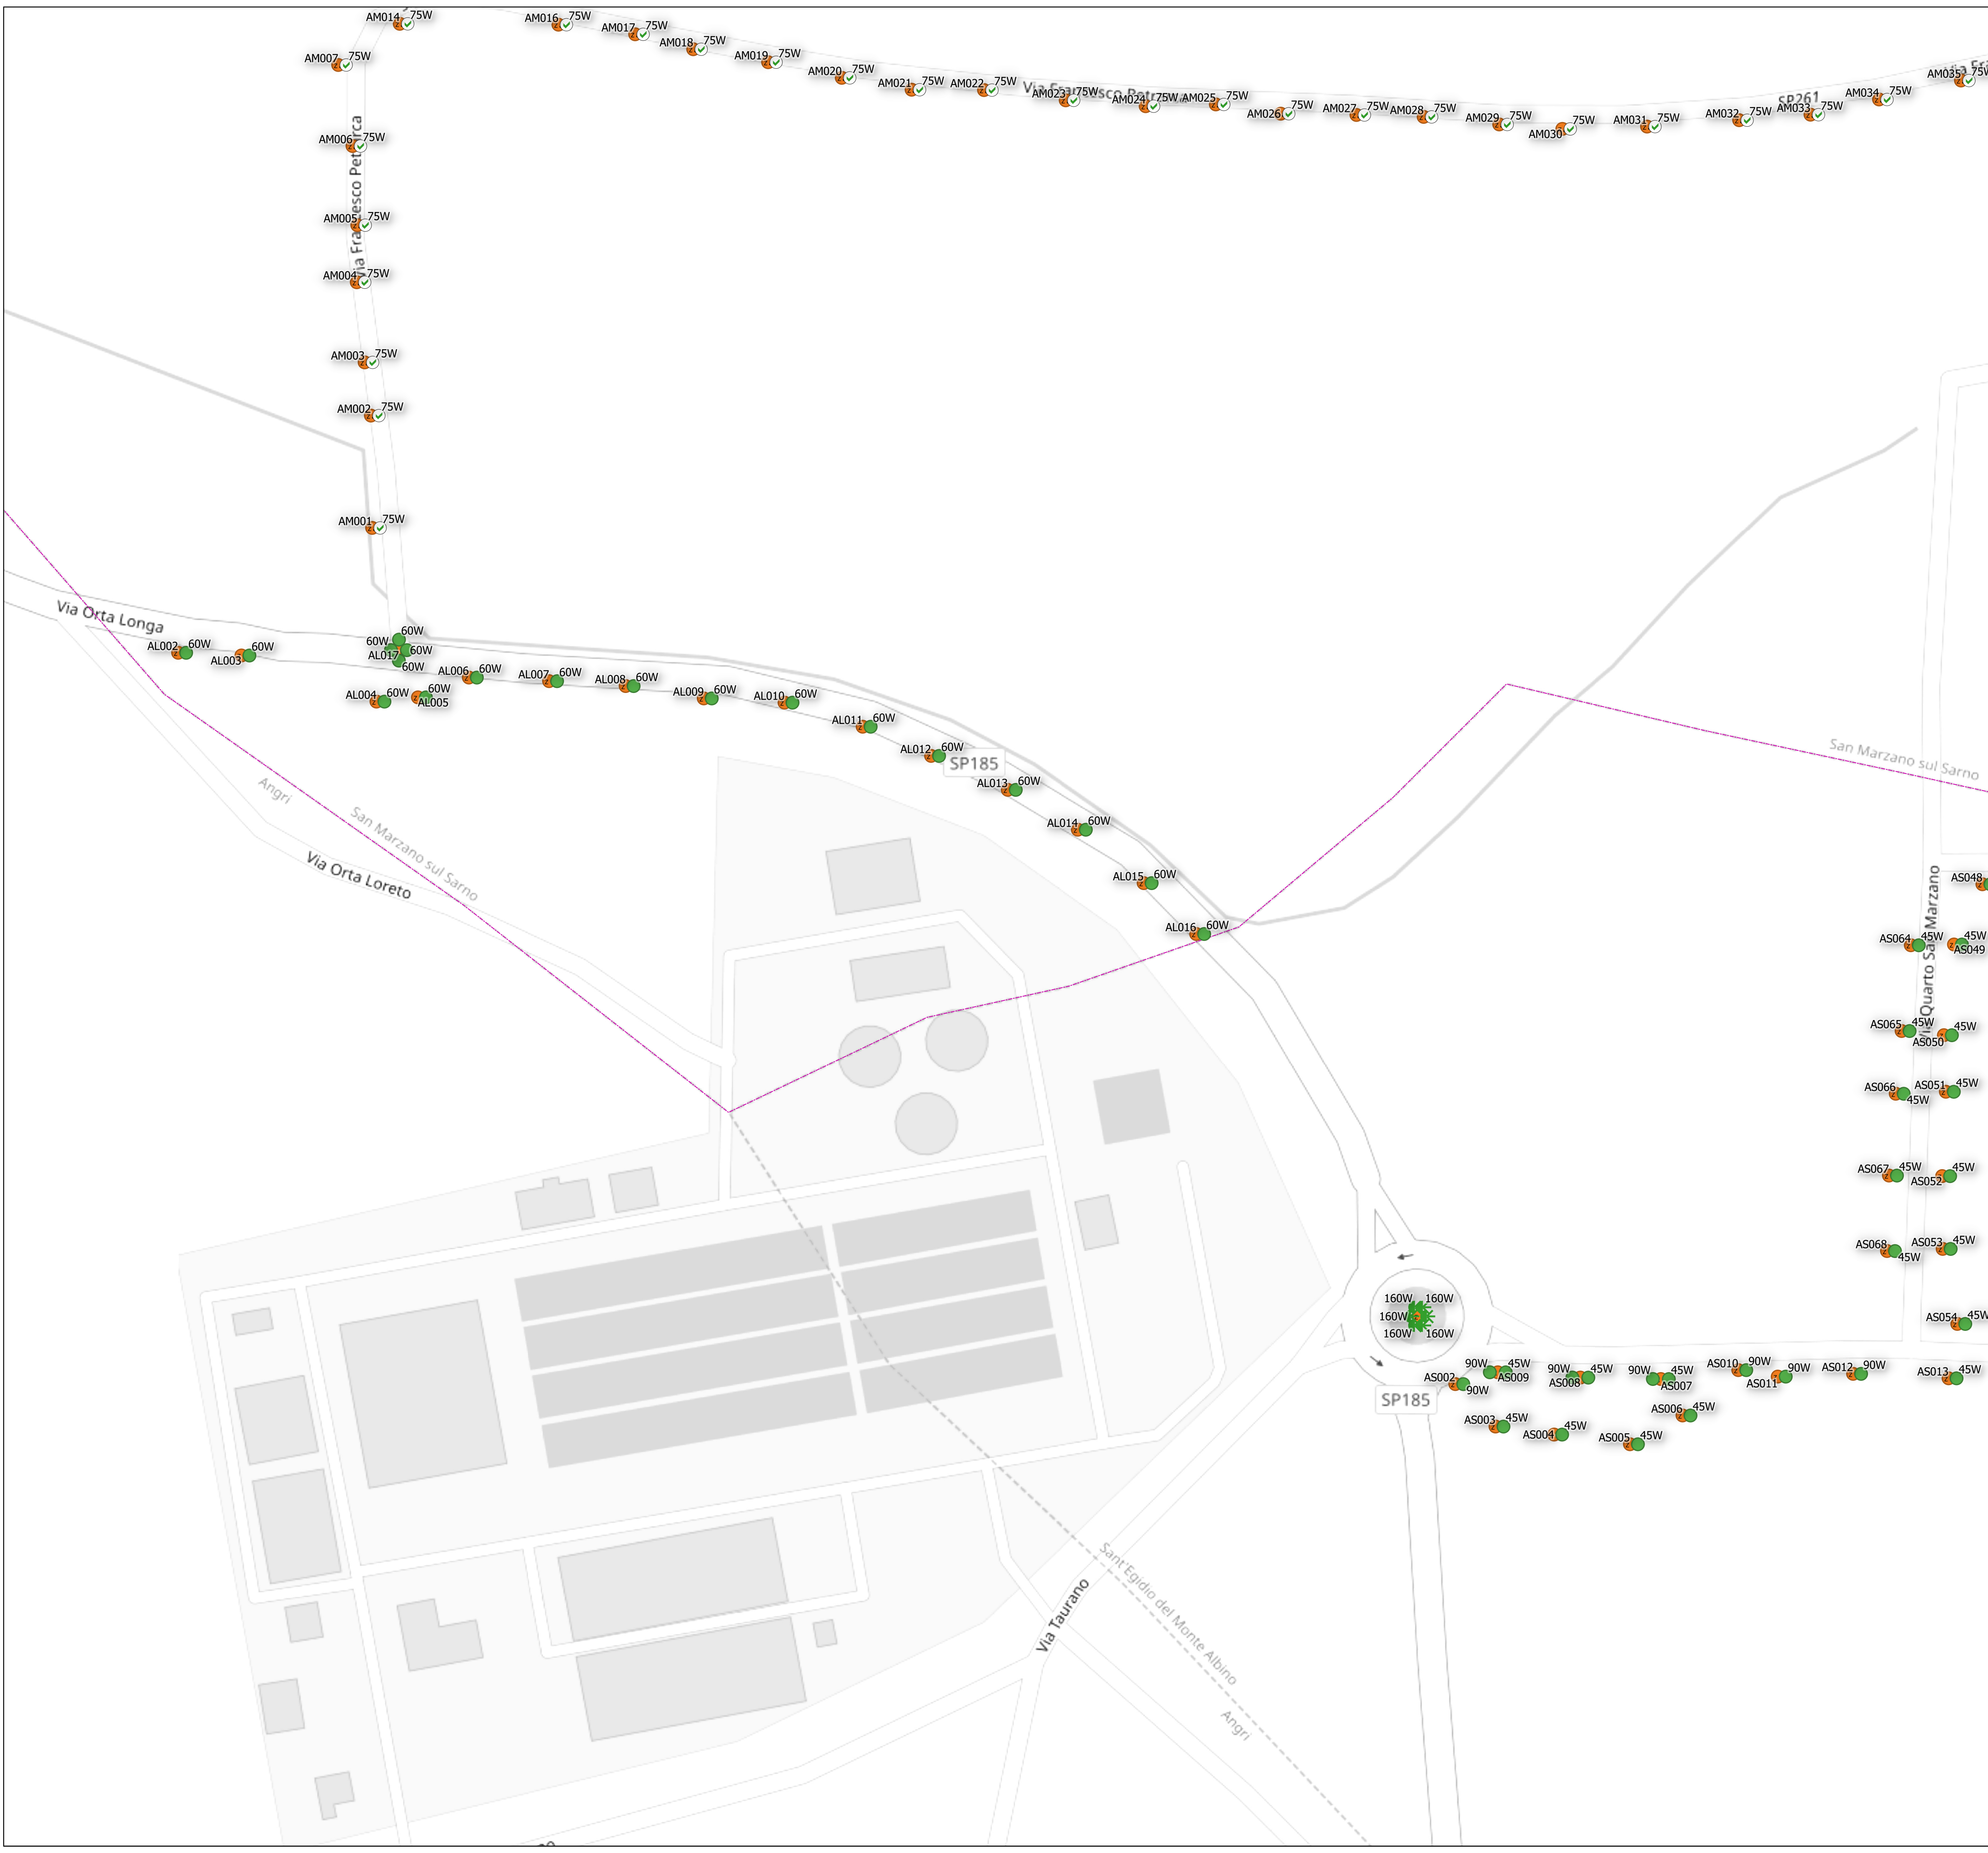 AM014 75W
AM016 75W
AM017 75W
AM018 75W
AM007 75W
AM019 75W
AM020 75W
AM021 75W
AM022 75W
Via Francesco Petrarca
AM023 75W
AM024 75W
AM025 75W
AM026 75W
AM027 75W
AM028 75W
AM029 75W
AM030 75W
AM031 75W
AM032 75W
SP261
AM033 75W
AM034 75W
AM035 75W
AM006 75W
Via Francesco Petrarca
AM005 75W
AM004 75W
AM003 75W
AM002 75W
AM001 75W
Via Orta Longa
AL002 60W
AL003 60W
60W
60W
60W
AL017
60W
AL004 60W
60W
AL005
AL006 60W
AL007 60W
AL008 60W
AL009 60W
AL010 60W
AL011 60W
AL012 60W
SP185
AL013 60W
AL014 60W
AL015 60W
AL016 60W
San Marzano sul Sarno
Angri
San Marzano sul Sarno
Via Orta Loreto
Via Quarto San Marzano
AS048
AS064 45W
45W
AS049
AS065 45W
45W
AS050
AS066
45W
AS051 45W
AS067 45W
45W
AS052
AS068
45W
AS053 45W
AS054 45W
160W 160W
160W
160W 160W
90W 45W
AS009
AS002
90W
90W 45W
AS008
90W 45W
AS007
AS010 90W
90W
AS011
AS012 90W
AS013 45W
SP185
AS003 45W
AS004 45W
AS005 45W
AS006 45W
Via Taurano
Sant'Egidio del Monte Albino
Angri